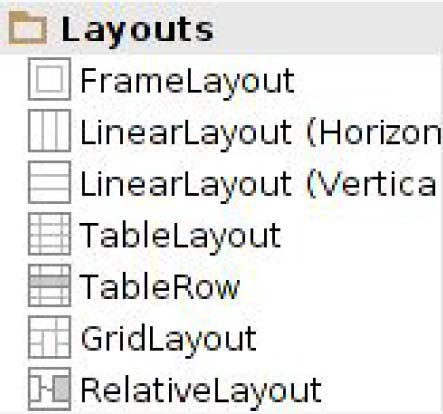 Layouts
FrameLayout
LinearLayout (Horizon
LinearLayout (Vertica
TableLayout
TableRow
GridLayout
RelativeLayout